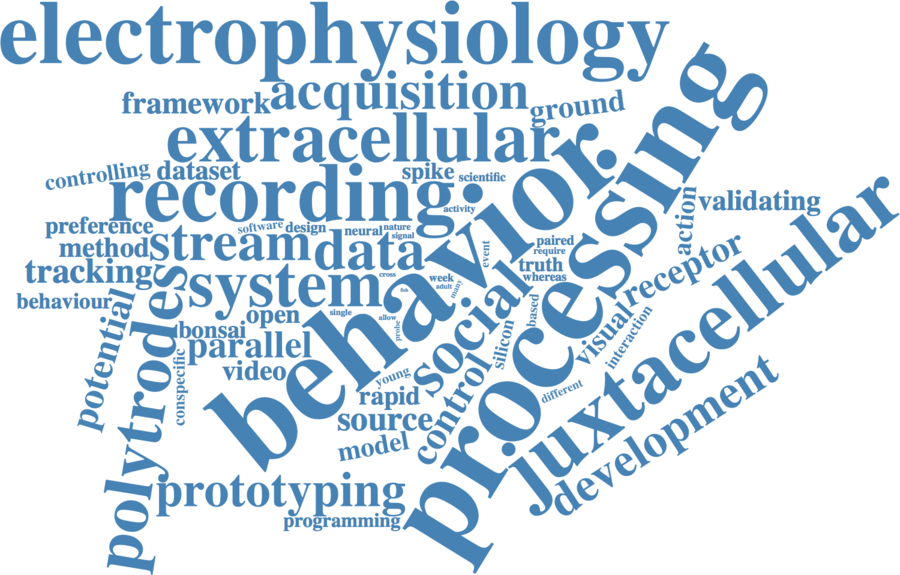 electrophysiology
framework
acquisition
ground
extracellular
controlling
dataset
spike
scientific
recording
activity
processing
behavior
action
validating
preference
software
design
neural
nature
signal
method
stream
data
event
paired
require
truth
whereas
tracking
system
cross
week
adult
many
fish
social
receptor
juxtacellular
behaviour
potential
polytrodes
open
single
allow
probe
based
silicon
visual
interaction
bonsai
parallel
conspecific
video
young
rapid
control
different
source
model
development
prototyping
programming